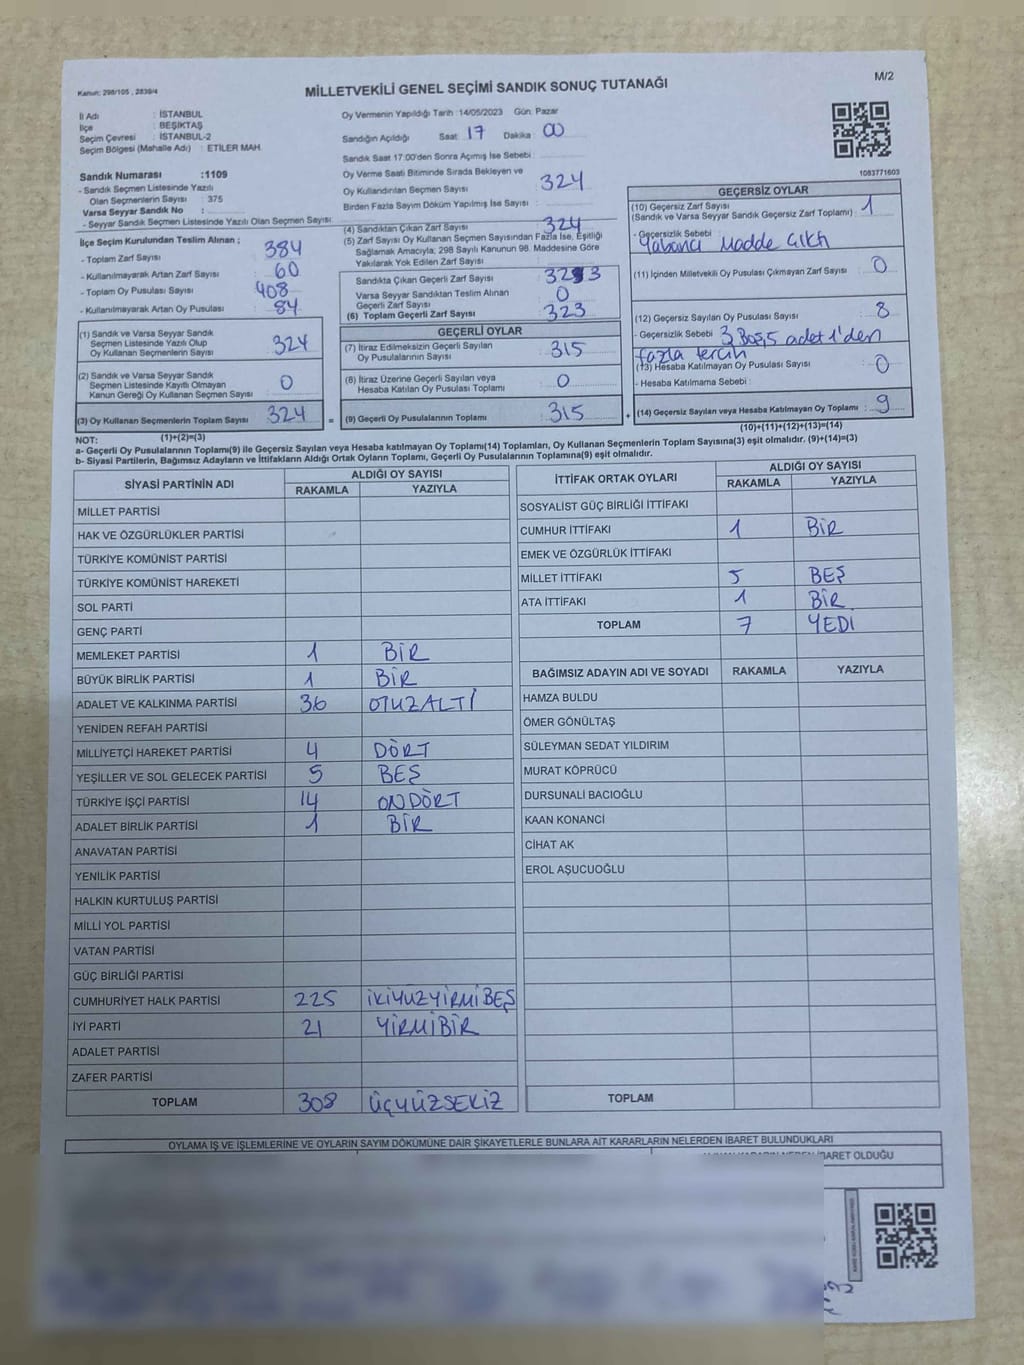 Kanun: 298/105 , 2839/4
MİLLETVEKİLİ GENEL SEÇİMİ SANDIK SONUÇ TUTANAĞI
M/2
İl Adı : İSTANBUL
İlçe : BEŞİKTAŞ
Seçim Çevresi : İSTANBUL-2
Seçim Bölgesi (Mahalle Adı) : ETİLER MAH.
Oy Vermenin Yapıldığı Tarih :14/05/2023 Gün: Pazar
Sandığın Açıldığı Saat 17 Dakika 00
Sandık Saat 17:00'den Sonra Açımış İse Sebebi :
Oy Verme Saati Bitiminde Sırada Bekleyen ve
Oy Kullandırılan Seçmen Sayısı 324
Birden Fazla Sayım Döküm Yapılmış İse Sayısı :
1083771603
Sandık Numarası :1109
- Sandık Seçmen Listesinde Yazılı
Olan Seçmenlerin Sayısı : 375
Varsa Seyyar Sandık No :
- Seyyar Sandık Seçmen Listesinde Yazılı Olan Seçmen Sayısı:
İlçe Seçim Kurulundan Teslim Alınan ;
- Toplam Zarf Sayısı 384
- Kullanılmayarak Artan Zarf Sayısı 60
- Toplam Oy Pusulası Sayısı 408
- Kullanılmayarak Artan Oy Pusulası 84
(1) Sandık ve Varsa Seyyar Sandık
Seçmen Listesinde Yazılı Olup
Oy Kullanan Seçmenlerin Sayısı 324
(2) Sandık ve Varsa Seyyar Sandık
Seçmen Listesinde Kayıtlı Olmayan
Kanun Gereği Oy Kullanan Seçmen Sayısı 0
(3) Oy Kullanan Seçmenlerin Toplam Sayısı 324 =
(1)+(2)=(3)
(4) Sandıktan Çıkan Zarf Sayısı 324
(5) Zarf Sayısı Oy Kullanan Seçmen Sayısından Fazla İse, Eşitliği
Sağlamak Amacıyla; 298 Sayılı Kanunun 98. Maddesine Göre
Yakılarak Yok Edilen Zarf Sayısı :
Sandıkta Çıkan Geçerli Zarf Sayısı 323
Varsa Seyyar Sandıktan Teslim Alınan
Geçerli Zarf Sayısı 0
(6) Toplam Geçerli Zarf Sayısı 323
GEÇERLİ OYLAR
(7) İtiraz Edilmeksizin Geçerli Sayılan
Oy Pusulalarının Sayısı 315
(8) İtiraz Üzerine Geçerli Sayılan veya
Hesaba Katılan Oy Pusulası Toplamı 0
(9) Geçerli Oy Pusulalarının Toplamı 315 +
GEÇERSİZ OYLAR
(10) Geçersiz Zarf Sayısı
(Sandık ve Varsa Seyyar Sandık Geçersiz Zarf Toplamı) : 1
- Geçersizlik Sebebi :
Yabancı Madde Çıktı
(11) İçinden Milletvekili Oy Pusulası Çıkmayan Zarf Sayısı : 0
(12) Geçersiz Sayılan Oy Pusulası Sayısı : 8
- Geçersizlik Sebebi : 3 Boş, 5 adet 1'den
fazla tercih
(13) Hesaba Katılmayan Oy Pusulası Sayısı : 0
- Hesaba Katılmama Sebebi :
(14) Geçersiz Sayılan veya Hesaba Katılmayan Oy Toplamı : 9
(10)+(11)+(12)+(13)=(14)
NOT:
a- Geçerli Oy Pusulalarının Toplamı(9) ile Geçersiz Sayılan veya Hesaba katılmayan Oy Toplamı(14) Toplamları, Oy Kullanan Seçmenlerin Toplam Sayısına(3) eşit olmalıdır. (9)+(14)=(3)
b- Siyasi Partilerin, Bağımsız Adayların ve İttifakların Aldığı Ortak Oyların Toplamı, Geçerli Oy Pusulalarının Toplamına(9) eşit olmalıdır.
SİYASİ PARTİNİN ADI ALDIĞI OY SAYISI
RAKAMLA YAZIYLA
MİLLET PARTİSİ
HAK VE ÖZGÜRLÜKLER PARTİSİ
TÜRKİYE KOMÜNİST PARTİSİ
TÜRKİYE KOMÜNİST HAREKETİ
SOL PARTİ
GENÇ PARTİ
MEMLEKET PARTİSİ 1 BİR
BÜYÜK BİRLİK PARTİSİ 1 BİR
ADALET VE KALKINMA PARTİSİ 36 OTUZALTI
YENİDEN REFAH PARTİSİ
MİLLİYETÇİ HAREKET PARTİSİ 4 DÖRT
YEŞİLLER VE SOL GELECEK PARTİSİ 5 BEŞ
TÜRKİYE İŞÇİ PARTİSİ 14 ONDÖRT
ADALET BİRLİK PARTİSİ 1 BİR
ANAVATAN PARTİSİ
YENİLİK PARTİSİ
HALKIN KURTULUŞ PARTİSİ
MİLLİ YOL PARTİSİ
VATAN PARTİSİ
GÜÇ BİRLİĞİ PARTİSİ
CUMHURİYET HALK PARTİSİ 225 İKİYÜZYİRMİBEŞ
İYİ PARTİ 21 YİRMİBİR
ADALET PARTİSİ
ZAFER PARTİSİ
TOPLAM 308 ÜÇYÜZSEKİZ
İTTİFAK ORTAK OYLARI ALDIĞI OY SAYISI
RAKAMLA YAZIYLA
SOSYALİST GÜÇ BİRLİĞİ İTTİFAKI
CUMHUR İTTİFAKI 1 BİR
EMEK VE ÖZGÜRLÜK İTTİFAKI
MİLLET İTTİFAKI 5 BEŞ
ATA İTTİFAKI 1 BİR
TOPLAM 7 YEDİ
BAĞIMSIZ ADAYIN ADI VE SOYADI RAKAMLA YAZIYLA
HAMZA BULDU
ÖMER GÖNÜLTAŞ
SÜLEYMAN SEDAT YILDIRIM
MURAT KÖPRÜCÜ
DURSUNALİ BACIOĞLU
KAAN KONANCİ
CİHAT AK
EROL AŞUCUOĞLU
TOPLAM
OYLAMA İŞ VE İŞLEMLERİNE VE OYLARIN SAYIM DÖKÜMÜNE DAİR ŞİKAYETLERLE BUNLARA AİT KARARLARIN NELERDEN İBARET BULUNDUKLARI
İBARET OLDUĞU